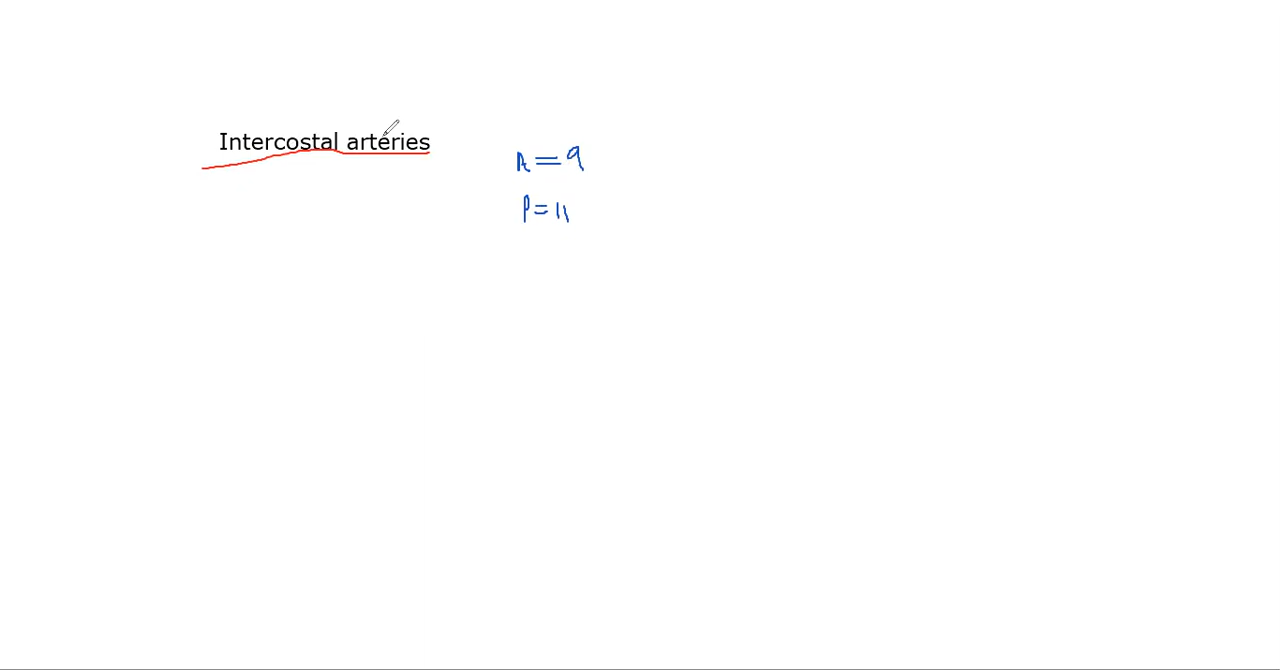 Intercostal arteries
A = 9
P = 11